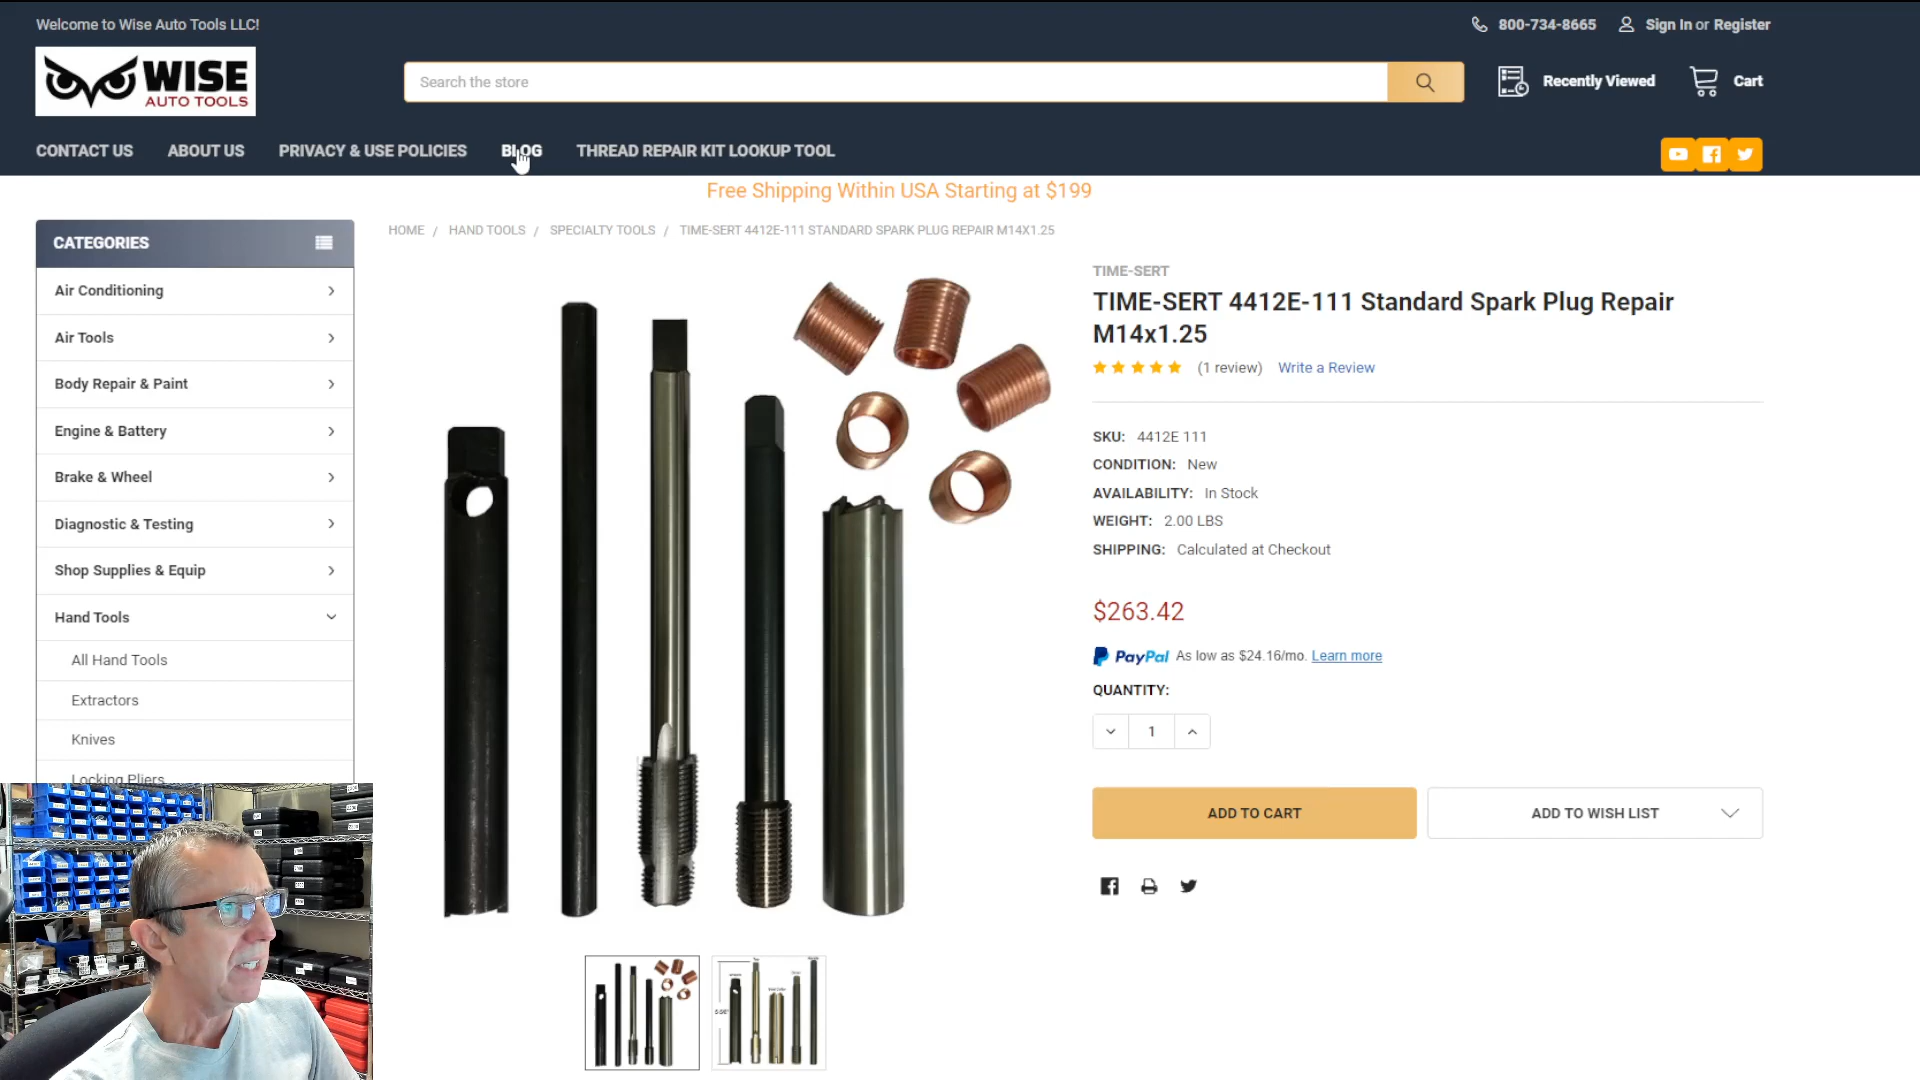 Welcome to Wise Auto Tools LLC!
800-734-8665
Sign In or Register
WISE
AUTO TOOLS
Search the store
Recently Viewed
Cart
CONTACT US
ABOUT US
PRIVACY & USE POLICIES
BLOG
THREAD REPAIR KIT LOOKUP TOOL
Free Shipping Within USA Starting at $199
CATEGORIES
Air Conditioning
Air Tools
Body Repair & Paint
Engine & Battery
Brake & Wheel
Diagnostic & Testing
Shop Supplies & Equip
Hand Tools
All Hand Tools
Extractors
Knives
Locking Pliers
HOME / HAND TOOLS / SPECIALTY TOOLS / TIME-SERT 4412E-111 STANDARD SPARK PLUG REPAIR M14X1.25
TIME-SERT
TIME-SERT 4412E-111 Standard Spark Plug Repair
M14x1.25
(1 review)
Write a Review
SKU: 4412E 111
CONDITION: New
AVAILABILITY: In Stock
WEIGHT: 2.00 LBS
SHIPPING: Calculated at Checkout
$263.42
PayPal As low as $24.16/mo. Learn more
QUANTITY:
1
ADD TO CART
ADD TO WISH LIST